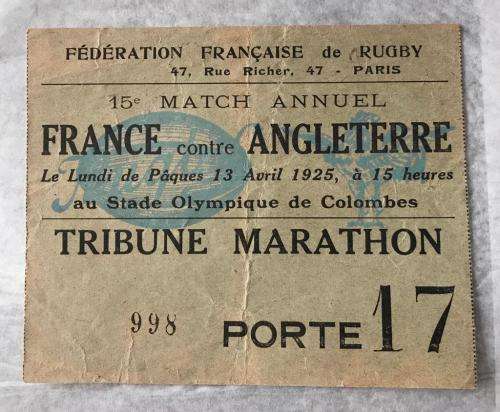 FÉDÉRATION FRANÇAISE de RUGBY
47, Rue Richer, 47 - PARIS
15e MATCH ANNUEL
FRANCE contre ANGLETERRE
Le Lundi de Pâques 13 Avril 1925, à 15 heures
au Stade Olympique de Colombes
TRIBUNE MARATHON
998
PORTE 17